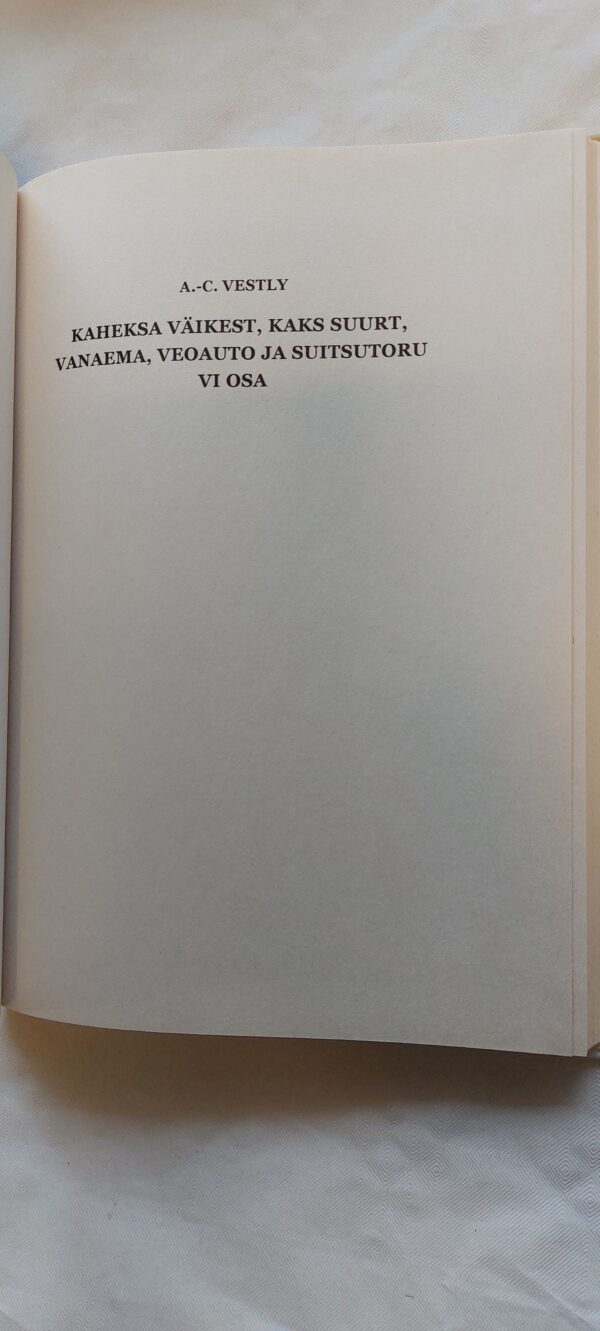 A.-C. VESTLY
KAHEKSA VÄIKEST, KAKS SUURT,
VANAEMA, VEOAUTO JA SUITSUTORU
VI OSA